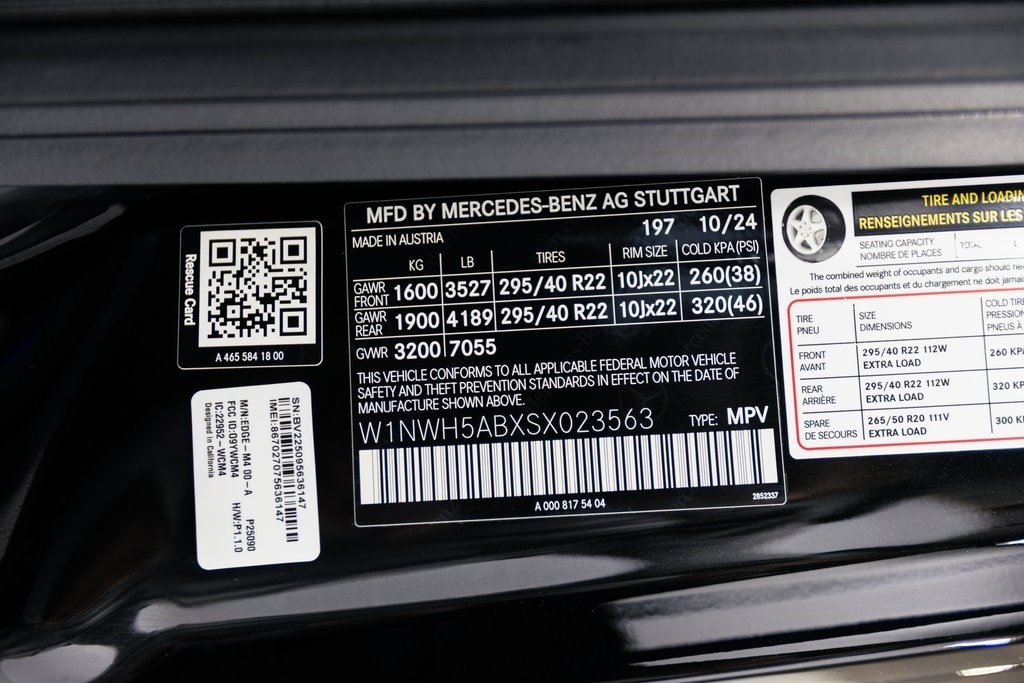 Rescue Card
A 465 584 18 00
SN:BV225095636147
IMEI:867027075636147
M/N:EDGE-M4 00-A P25090
FCC ID:O9YWCM4 H/W:P1.1.0
IC:22952-WCM4
Designed in California
MFD BY MERCEDES-BENZ AG STUTTGART
MADE IN AUSTRIA 197 10/24
KG LB TIRES RIM SIZE COLD KPA(PSI)
GAWR FRONT 1600 3527 295/40 R22 10Jx22 260(38)
GAWR REAR 1900 4189 295/40 R22 10Jx22 320(46)
GWR 3200 7055
THIS VEHICLE CONFORMS TO ALL APPLICABLE FEDERAL MOTOR VEHICLE
SAFETY AND THEFT PREVENTION STANDARDS IN EFFECT ON THE DATE OF
MANUFACTURE SHOWN ABOVE.
W1NWH5ABXSX023563 TYPE: MPV
A 000 817 54 04 2852337
TIRE AND LOADIN
RENSEIGNEMENTS SUR LES
SEATING CAPACITY
NOMBRE DE PLACES
The combined weight of occupants and cargo should
Le poids total des occupants et du chargement ne doit jamai
TIRE SIZE COLD TIRE
PNEU DIMENSIONS PRESSION
PNEUS À
FRONT 295/40 R22 112W 260 KPA
AVANT EXTRA LOAD
REAR 295/40 R22 112W 320 KP
ARRIÈRE EXTRA LOAD
SPARE 265/50 R20 111V 300 K
DE SECOURS EXTRA LOAD